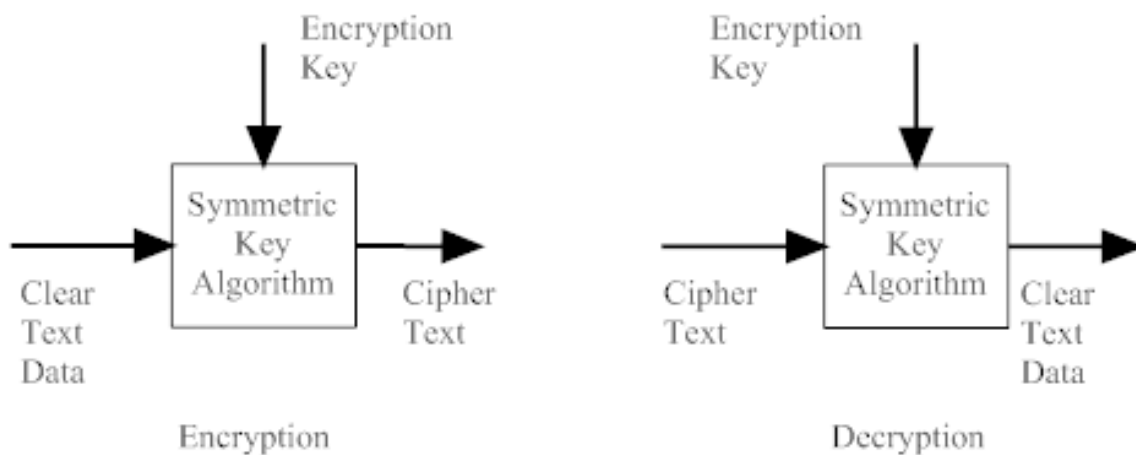 Encryption
Key
Symmetric
Key
Algorithm
Clear
Text
Data
Cipher
Text
Encryption
Encryption
Key
Symmetric
Key
Algorithm
Cipher
Text
Clear
Text
Data
Decryption